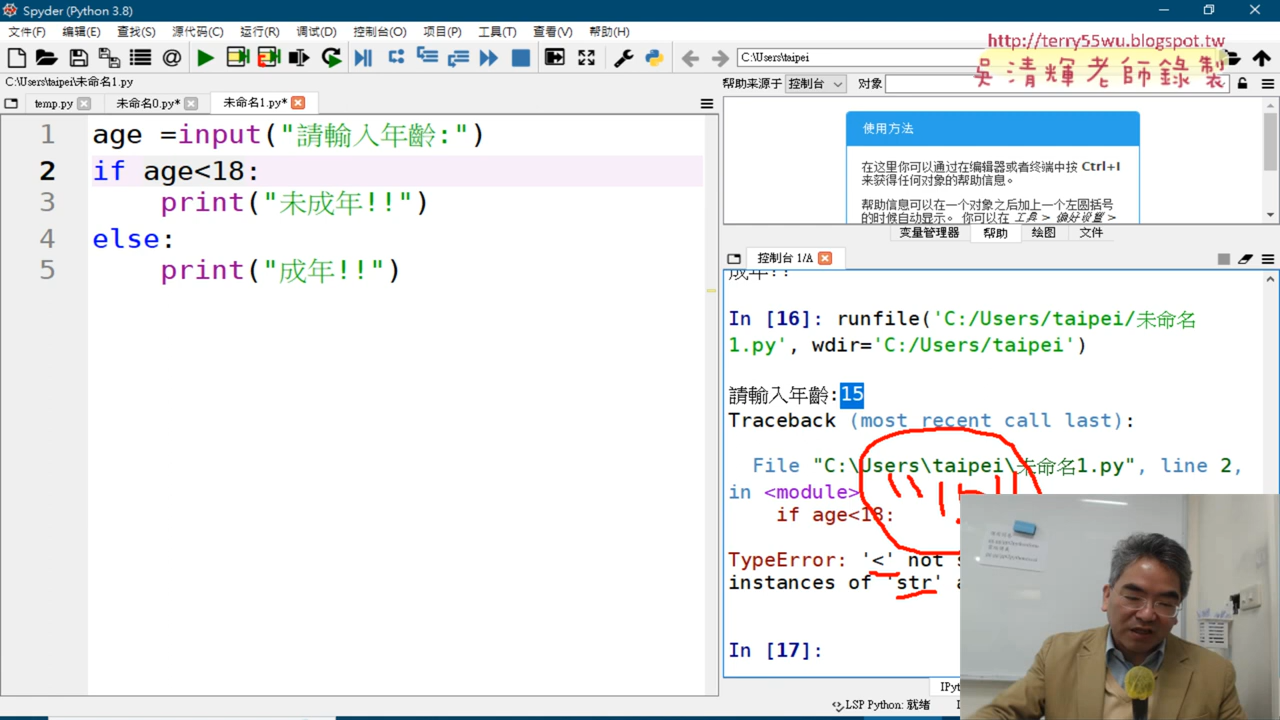 Spyder (Python 3.8)
文件(F) 编辑(E) 查找(S) 源代码(C) 运行(R) 调试(D) 控制台(O) 项目(P) 工具(T) 查看(V) 帮助(H)
http://terry55wu.blogspot.tw
吳清輝老師錄製
C:\Users\taipei
C:\Users\taipei\未命名1.py
temp.py 未命名0.py* 未命名1.py*
帮助来源于 控制台 对象
1 age =input("請輸入年齡:")
2 if age<18:
3 print("未成年!!")
4 else:
5 print("成年!!")
使用方法
在这里你可以通过在编辑器或者终端中按 Ctrl+I
来获得任何对象的帮助信息。
帮助信息可以在一个对象之后加上一个左圆括号
的时候自动显示。 你可以在 工具 > 偏好设置 >
变量管理器 帮助 绘图 文件
控制台 1/A
成年!!
In [16]: runfile('C:/Users/taipei/未命名
1.py', wdir='C:/Users/taipei')
請輸入年齡:15
Traceback (most recent call last):
File "C:\Users\taipei\未命名1.py", line 2,
in <module>
"15"
if age<18:
TypeError: '<' not
instances of 'str'
In [17]:
LSP Python: 就绪